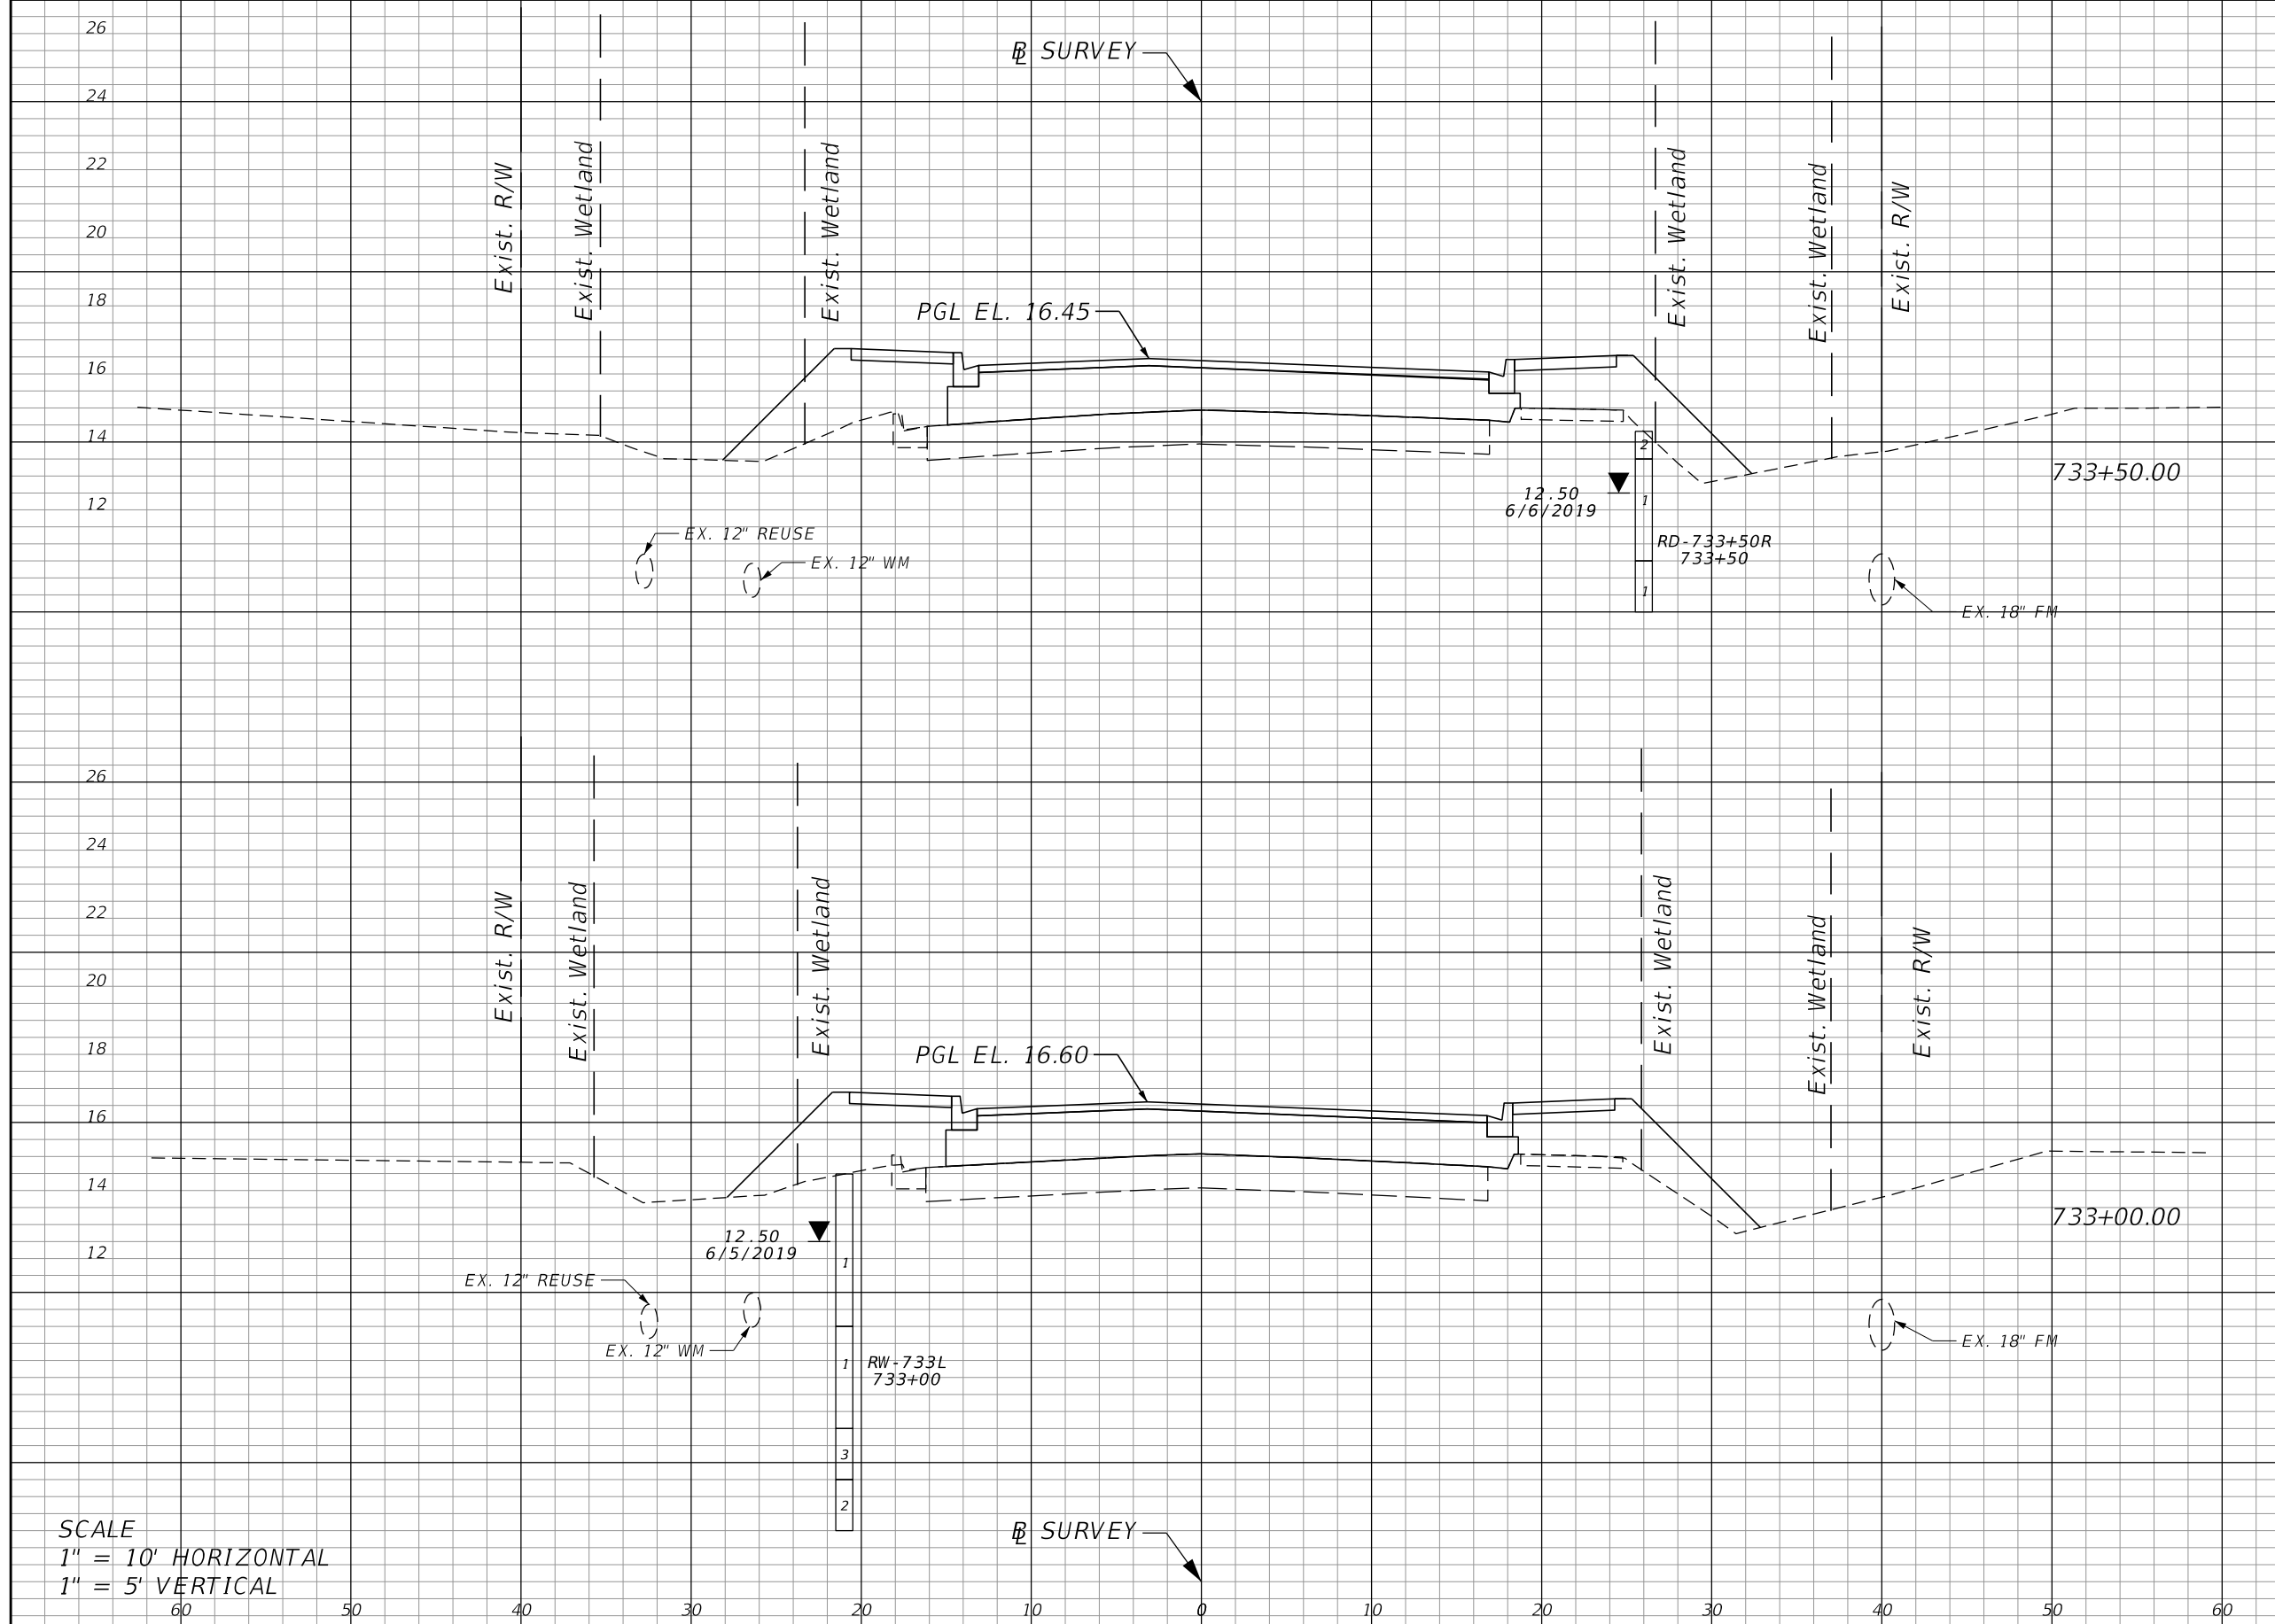 26
24
22
20
18
16
14
12
Exist. R/W
Exist. Wetland
Exist. Wetland
BL SURVEY
Exist. Wetland
Exist. Wetland
Exist. R/W
PGL EL. 16.45
733+50.00
2
1
1
12.50
6/6/2019
RD-733+50R
733+50
EX. 12" REUSE
EX. 12" WM
EX. 18" FM
26
24
22
20
18
16
14
12
Exist. R/W
Exist. Wetland
Exist. Wetland
Exist. Wetland
Exist. Wetland
Exist. R/W
PGL EL. 16.60
733+00.00
12.50
6/5/2019
1
1
3
2
EX. 12" REUSE
EX. 12" WM
RW-733L
733+00
EX. 18" FM
BL SURVEY
SCALE
1" = 10' HORIZONTAL
1" = 5' VERTICAL
60 50 40 30 20 10 0 10 20 30 40 50 60